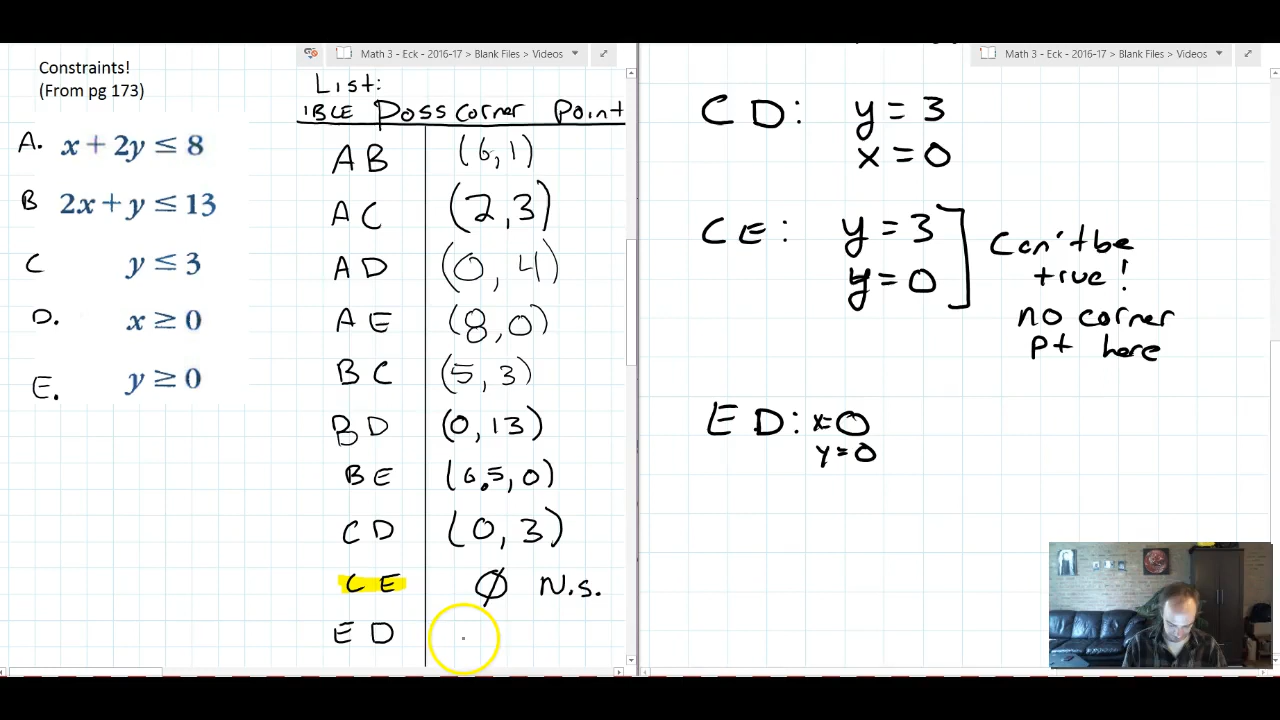 Constraints!
(From pg 173)
A. x + 2y ≤ 8
B 2x + y ≤ 13
C y ≤ 3
D. x ≥ 0
E. y ≥ 0
Math 3 - Eck - 2016-17 > Blank Files > Videos
List:
IBLE Poss corner Point
AB (6,1)
AC (2,3)
AD (0, 4)
AE (8,0)
BC (5, 3)
BD (0, 13)
BE (6.5, 0)
CD (0, 3)
CE Ø N.s.
ED
Math 3 - Eck - 2016-17 > Blank Files > Videos
CD: y = 3
x = 0
CE: y = 3
y = 0
Can't be
true!
no corner
pt here
ED: x=0
y=0